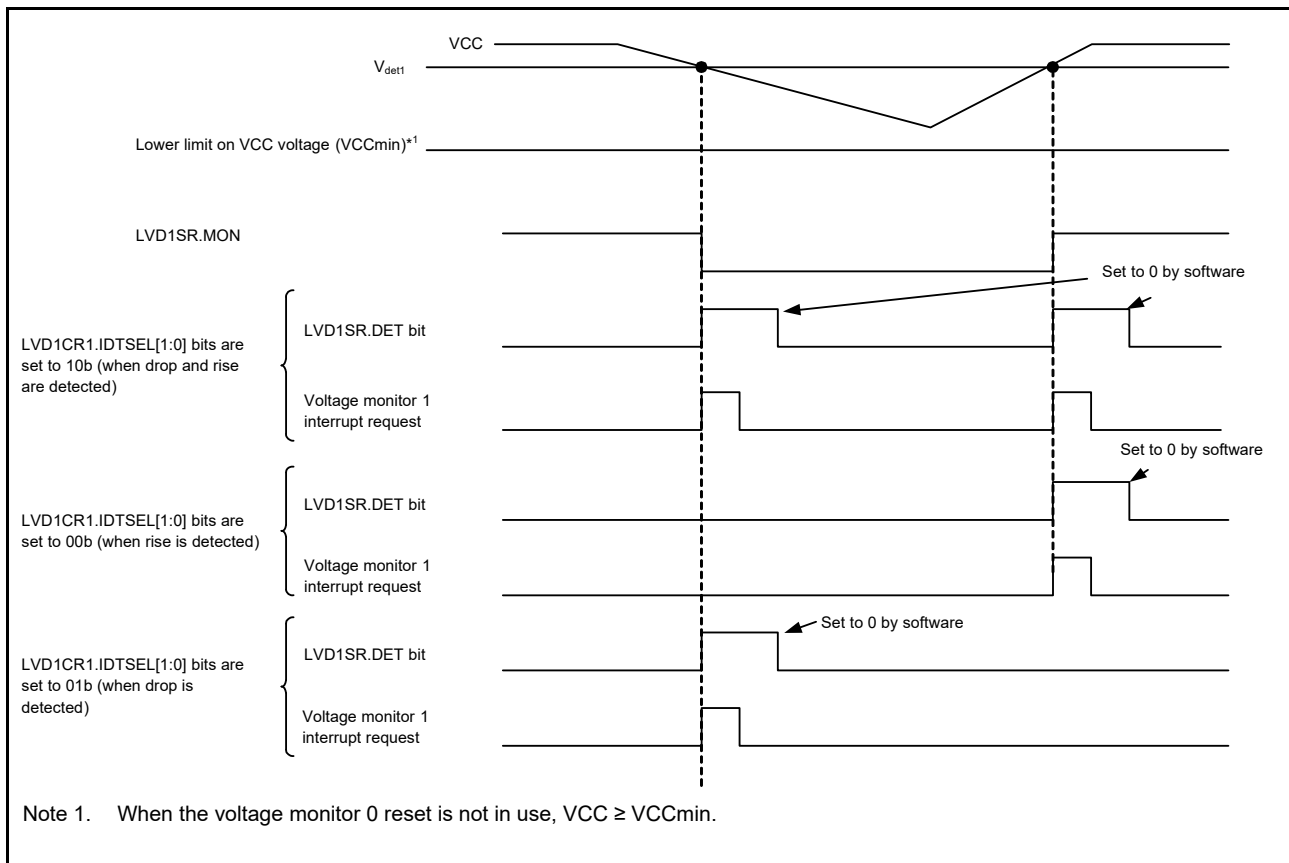 VCC
Vdet1
Lower limit on VCC voltage (VCCmin)*1
LVD1SR.MON
Set to 0 by software
LVD1CR1.IDTSEL[1:0] bits are
set to 10b (when drop and rise
are detected)
LVD1SR.DET bit
Voltage monitor 1
interrupt request
Set to 0 by software
LVD1CR1.IDTSEL[1:0] bits are
set to 00b (when rise is detected)
LVD1SR.DET bit
Voltage monitor 1
interrupt request
Set to 0 by software
LVD1CR1.IDTSEL[1:0] bits are
set to 01b (when drop is
detected)
LVD1SR.DET bit
Voltage monitor 1
interrupt request
Note 1. When the voltage monitor 0 reset is not in use, VCC ≥ VCCmin.